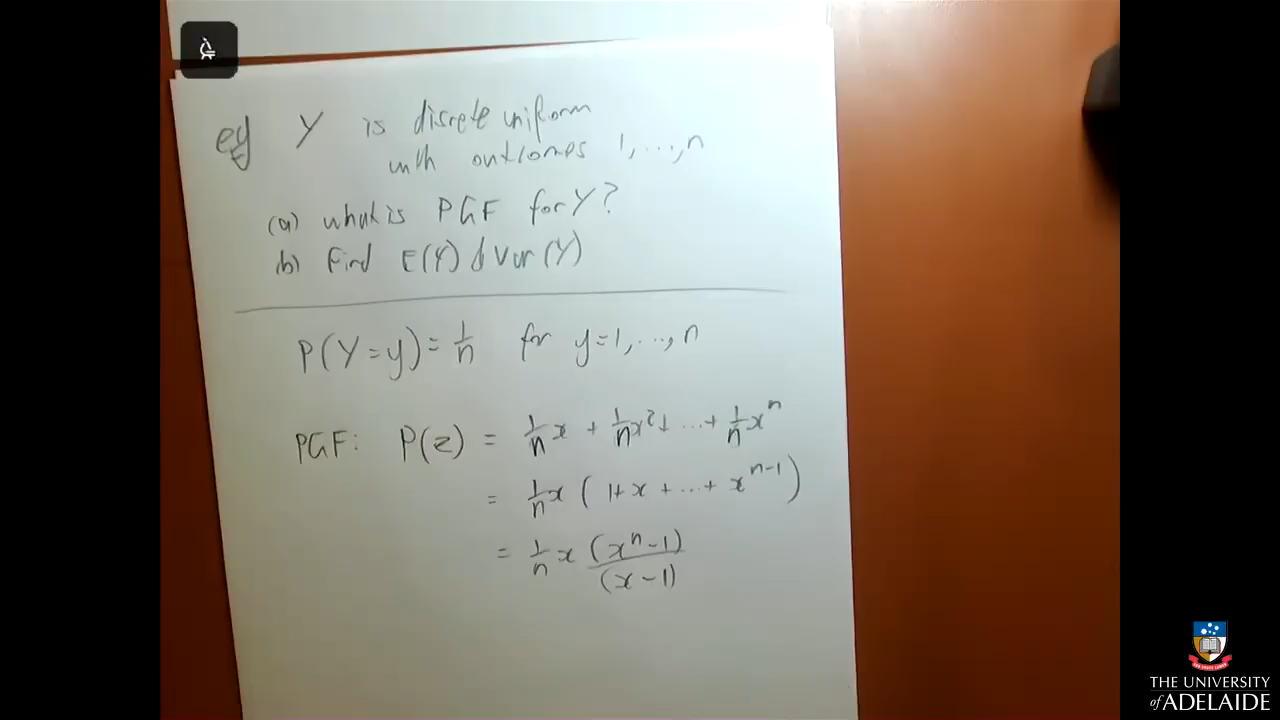 eg Y is discrete uniform
with outcomes 1,...,n
(a) what is PGF for Y?
(b) Find E(Y) & Var(Y)
P(Y=y) = 1/n for y=1,...,n
PGF: P(z) = 1/n x + 1/n x² + ... + 1/n xⁿ
= 1/n x (1+x + ... + xⁿ⁻¹)
= 1/n x (xⁿ-1)/(x-1)
THE UNIVERSITY
of ADELAIDE